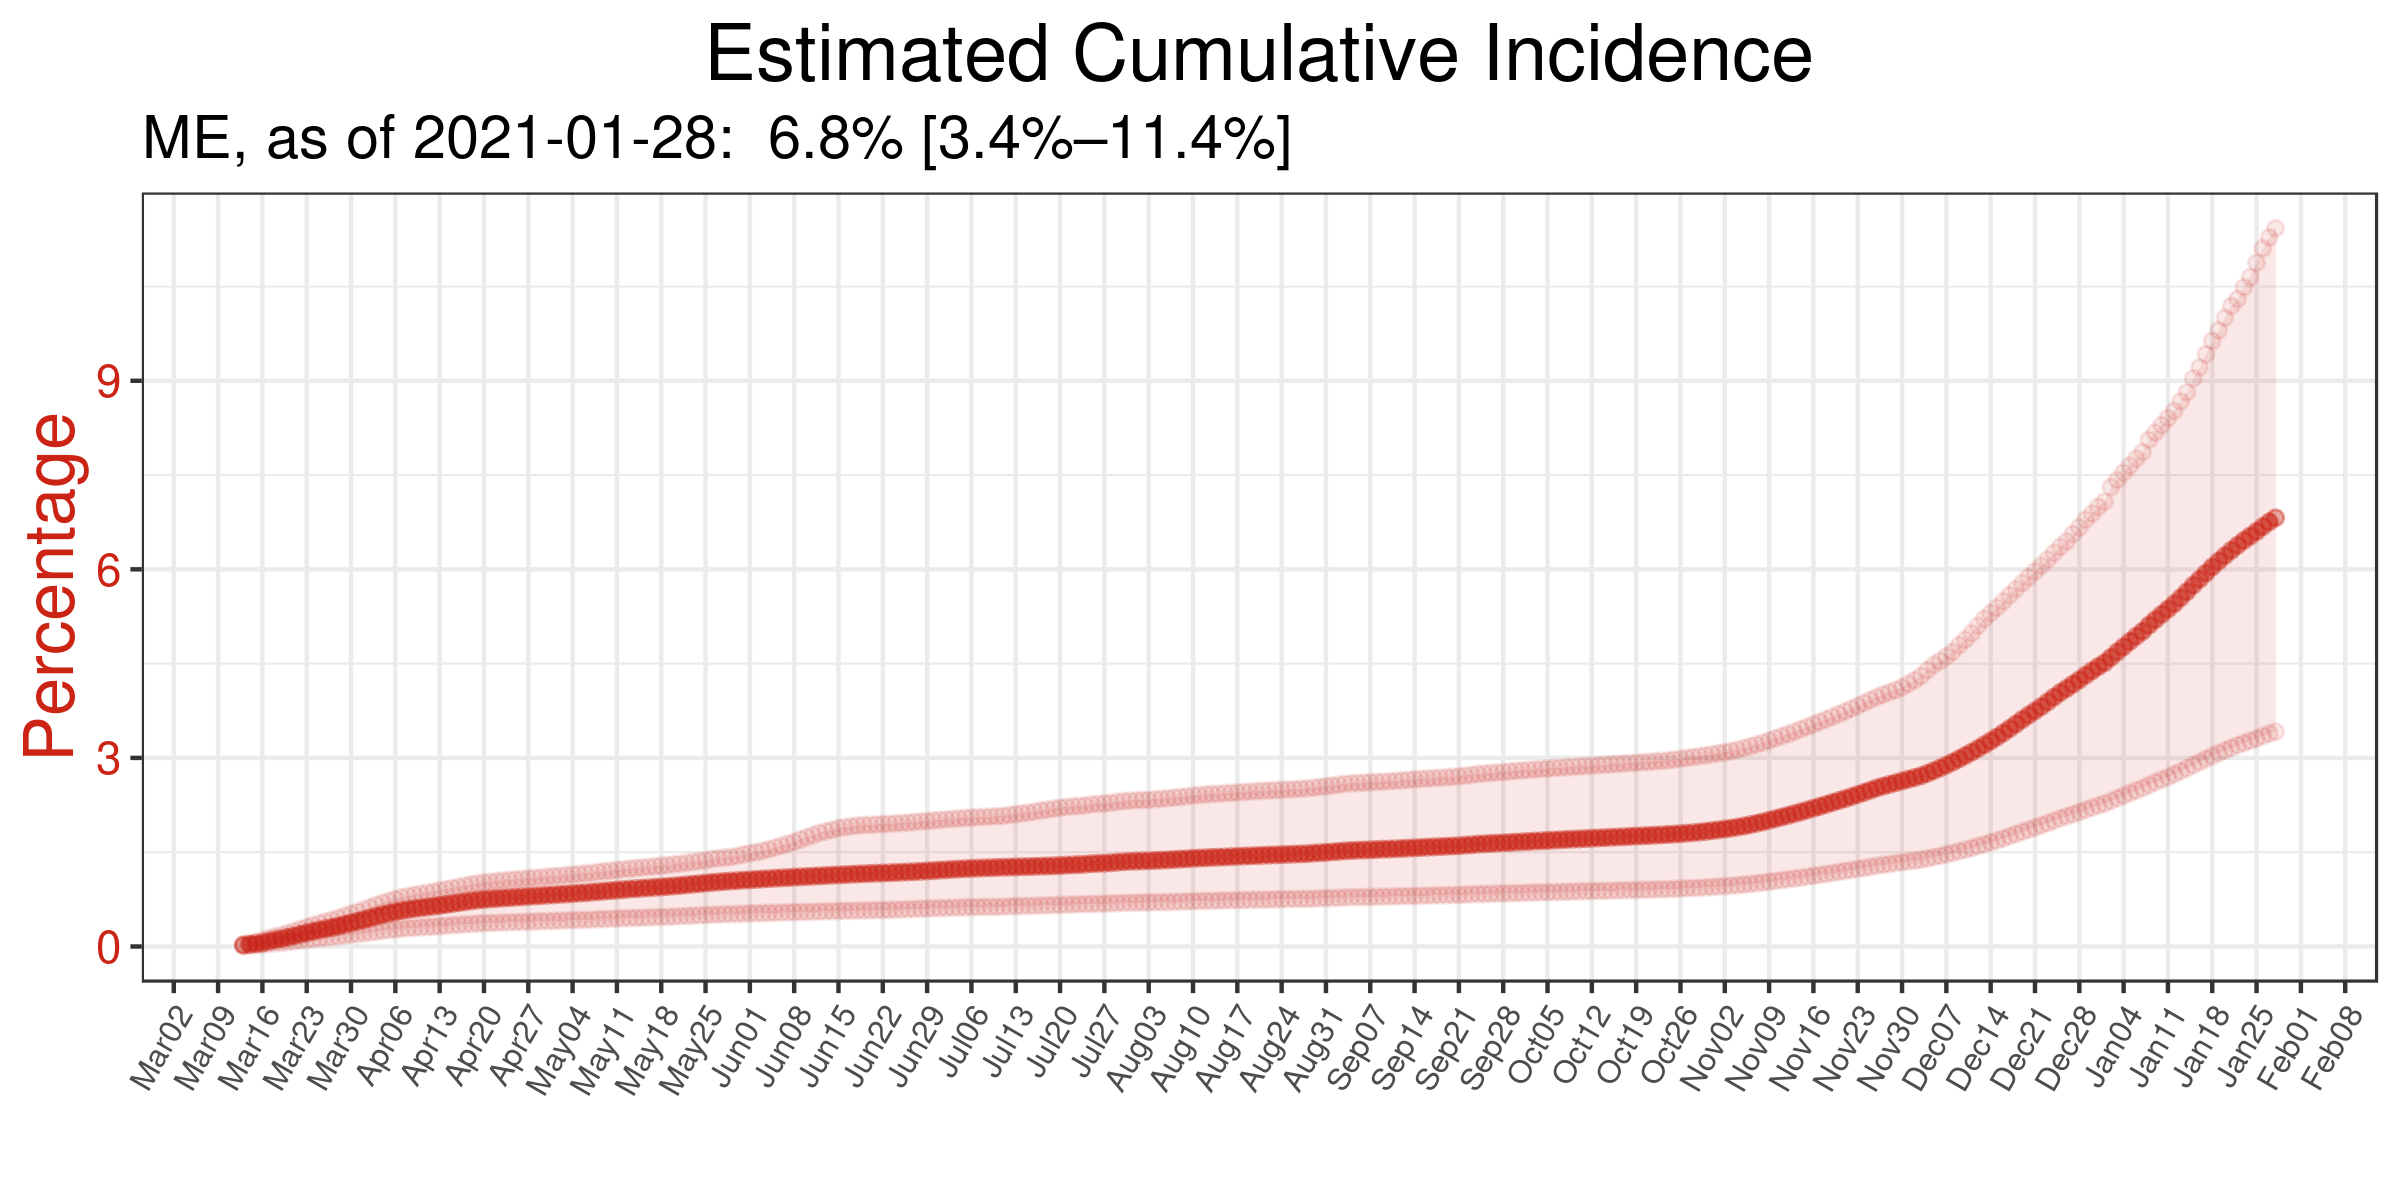 Estimated Cumulative Incidence
ME, as of 2021-01-28:  6.8% [3.4%–11.4%]
Percentage
9
6
3
0
Mar02
Mar09
Mar16
Mar23
Mar30
Apr06
Apr13
Apr20
Apr27
May04
May11
May18
May25
Jun01
Jun08
Jun15
Jun22
Jun29
Jul06
Jul13
Jul20
Jul27
Aug03
Aug10
Aug17
Aug24
Aug31
Sep07
Sep14
Sep21
Sep28
Oct05
Oct12
Oct19
Oct26
Nov02
Nov09
Nov16
Nov23
Nov30
Dec07
Dec14
Dec21
Dec28
Jan04
Jan11
Jan18
Jan25
Feb01
Feb08